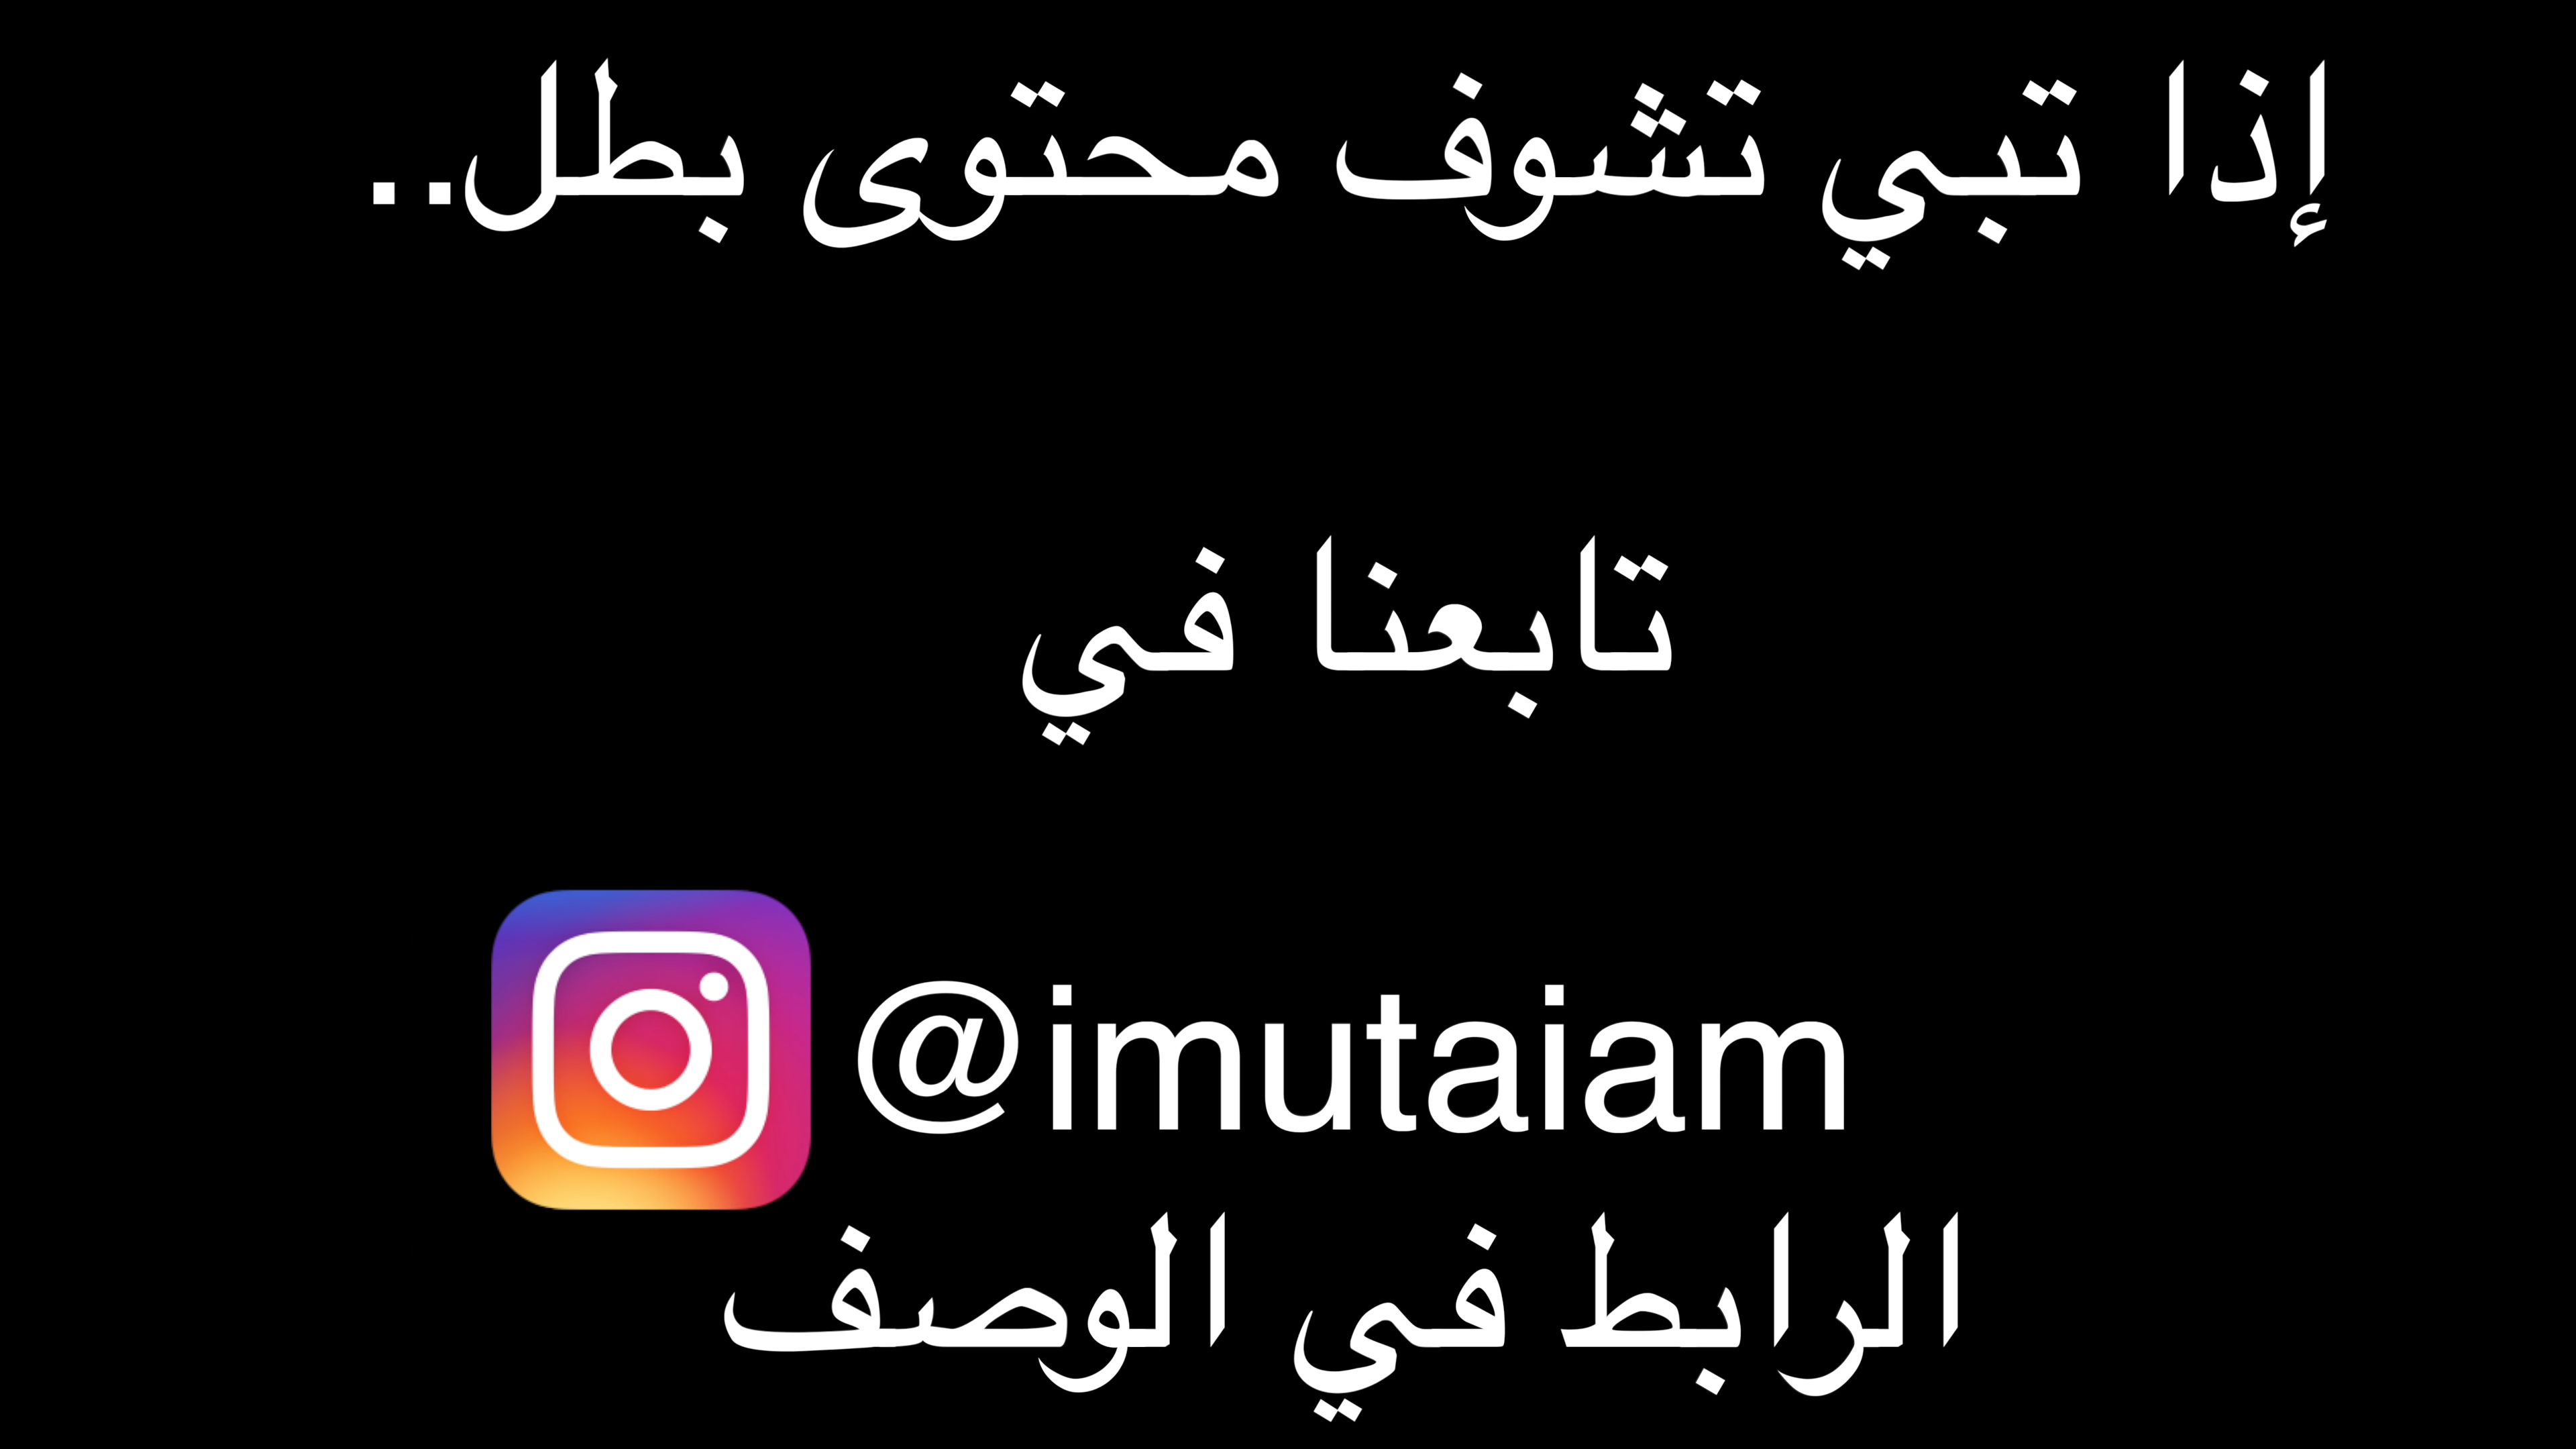 إذا تبي تشوف محتوى بطل..
تابعنا في
@imutaiam
الرابط في الوصف